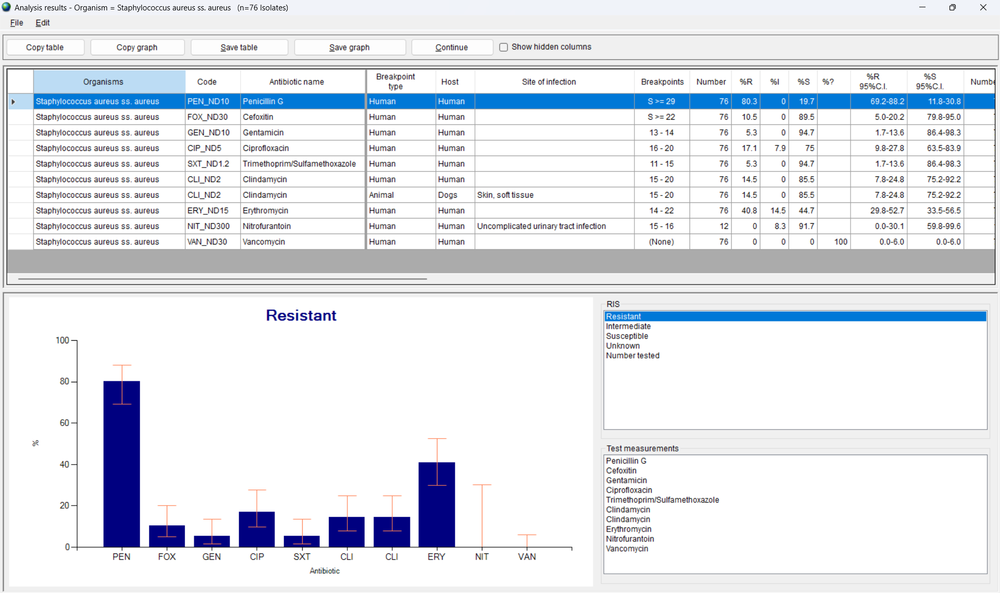 Analysis results - Organism = Staphylococcus aureus ss. aureus   (n=76 Isolates)
File Edit
Copy table Copy graph Save table Save graph Continue Show hidden columns
Organisms Code Antibiotic name Breakpoint type Host Site of infection Breakpoints Number %R %I %S %? %R 95%C.I. %S 95%C.I.
Staphylococcus aureus ss. aureus PEN_ND10 Penicillin G Human Human S >= 29 76 80.3 0 19.7 69.2-88.2 11.8-30.8
Staphylococcus aureus ss. aureus FOX_ND30 Cefoxitin Human Human S >= 22 76 10.5 0 89.5 5.0-20.2 79.8-95.0
Staphylococcus aureus ss. aureus GEN_ND10 Gentamicin Human Human 13 - 14 76 5.3 0 94.7 1.7-13.6 86.4-98.3
Staphylococcus aureus ss. aureus CIP_ND5 Ciprofloxacin Human Human 16 - 20 76 17.1 7.9 75 9.8-27.8 63.5-83.9
Staphylococcus aureus ss. aureus SXT_ND1.2 Trimethoprim/Sulfamethoxazole Human Human 11 - 15 76 5.3 0 94.7 1.7-13.6 86.4-98.3
Staphylococcus aureus ss. aureus CLI_ND2 Clindamycin Human Human 15 - 20 76 14.5 0 85.5 7.8-24.8 75.2-92.2
Staphylococcus aureus ss. aureus CLI_ND2 Clindamycin Animal Dogs Skin, soft tissue 15 - 20 76 14.5 0 85.5 7.8-24.8 75.2-92.2
Staphylococcus aureus ss. aureus ERY_ND15 Erythromycin Human Human 14 - 22 76 40.8 14.5 44.7 29.8-52.7 33.5-56.5
Staphylococcus aureus ss. aureus NIT_ND300 Nitrofurantoin Human Human Uncomplicated urinary tract infection 15 - 16 12 0 8.3 91.7 0.0-30.1 59.8-99.6
Staphylococcus aureus ss. aureus VAN_ND30 Vancomycin Human Human (None) 76 0 0 0 100 0.0-6.0 0.0-6.0
Resistant
100
80
60
%
40
20
0
PEN FOX GEN CIP SXT CLI CLI ERY NIT VAN
Antibiotic
RIS
Resistant
Intermediate
Susceptible
Unknown
Number tested
Test measurements
Penicillin G
Cefoxitin
Gentamicin
Ciprofloxacin
Trimethoprim/Sulfamethoxazole
Clindamycin
Clindamycin
Erythromycin
Nitrofurantoin
Vancomycin